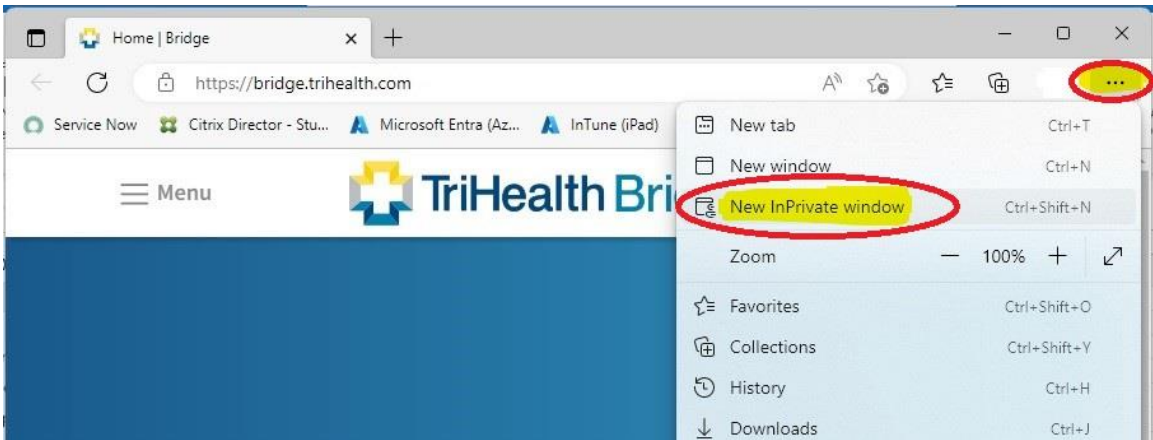 Home | Bridge
https://bridge.trihealth.com
Service Now Citrix Director - Stu... Microsoft Entra (Az... InTune (iPad)
Menu
TriHealth Bri
New tab Ctrl+T
New window Ctrl+N
New InPrivate window Ctrl+Shift+N
Zoom 100%
Favorites Ctrl+Shift+O
Collections Ctrl+Shift+Y
History Ctrl+H
Downloads Ctrl+J